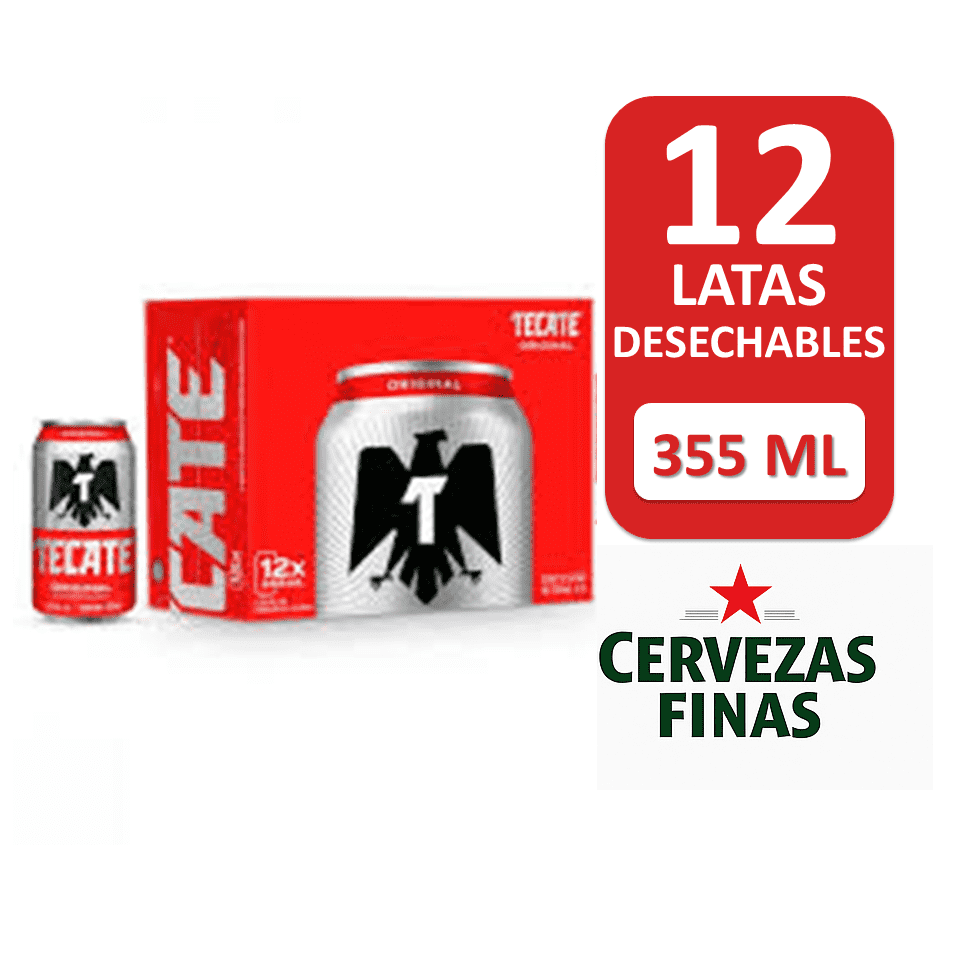 12
LATAS
DESECHABLES
355 ML
TECATE
ORIGINAL
ORIGINAL
T
CATE
12x
T
TECATE
CERVEZAS
FINAS